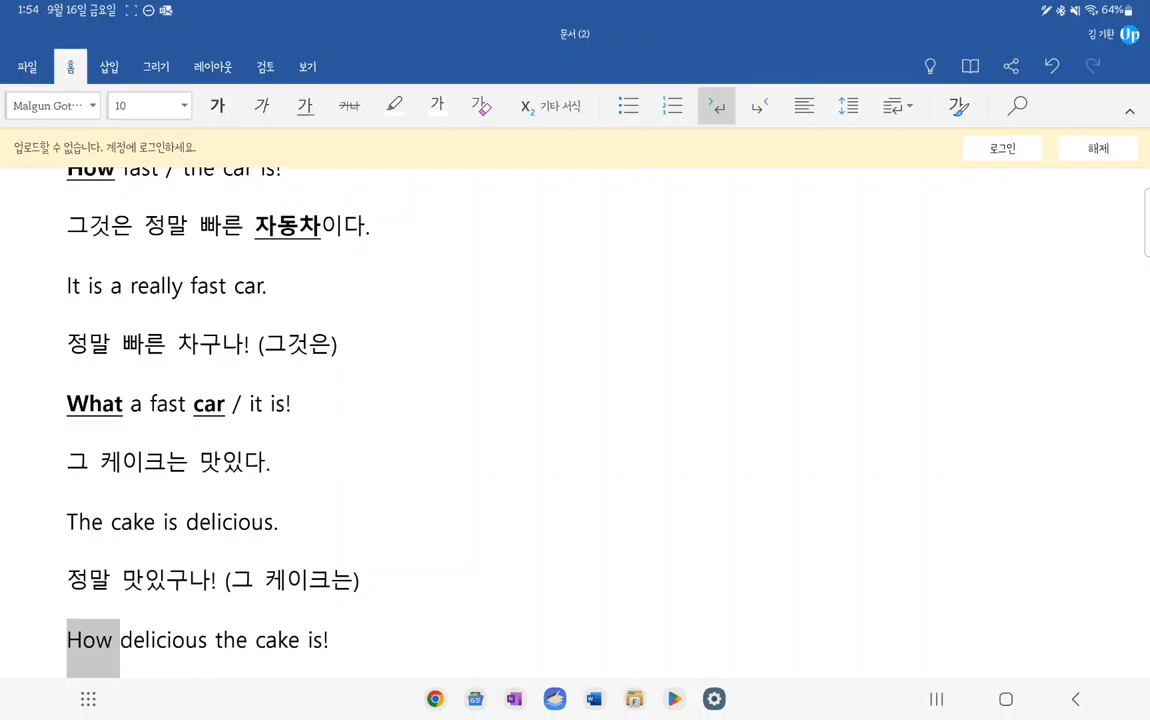 1:54 9월 16일 금요일 64%
문서 (2)
김 기환 Up
파일 홈 삽입 그리기 레이아웃 검토 보기
Malgun Got··· 10 가 가 가 가나 가 가 X₂ 기타 서식 가
업로드할 수 없습니다. 계정에 로그인하세요. 로그인 해제
How fast / the car is!
그것은 정말 빠른 자동차이다.
It is a really fast car.
정말 빠른 차구나! (그것은)
What a fast car / it is!
그 케이크는 맛있다.
The cake is delicious.
정말 맛있구나! (그 케이크는)
How delicious the cake is!